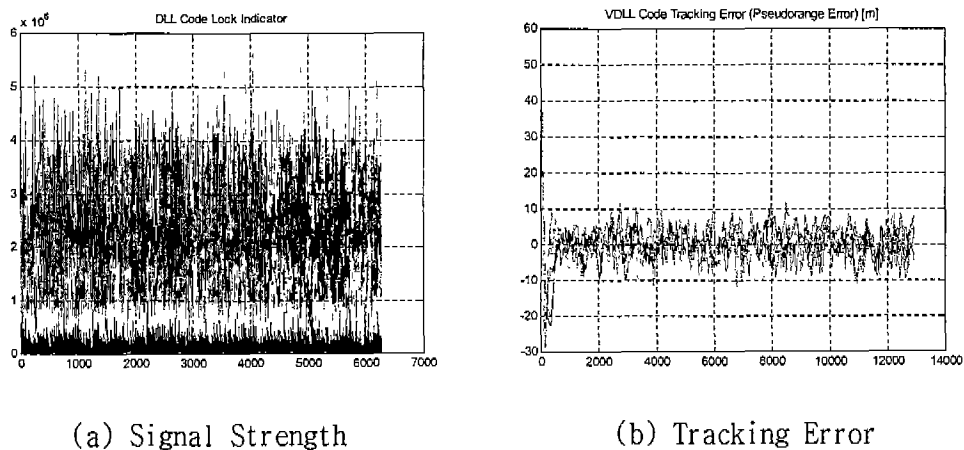 DLL Code Lock Indicator
x 10⁶
6
5
4
3
2
1
0
0 1000 2000 3000 4000 5000 6000 7000
(a) Signal Strength
VDLL Code Tracking Error (Pseudorange Error) [m]
60
50
40
30
20
10
0
-10
-20
-30
0 2000 4000 6000 8000 10000 12000 14000
(b) Tracking Error